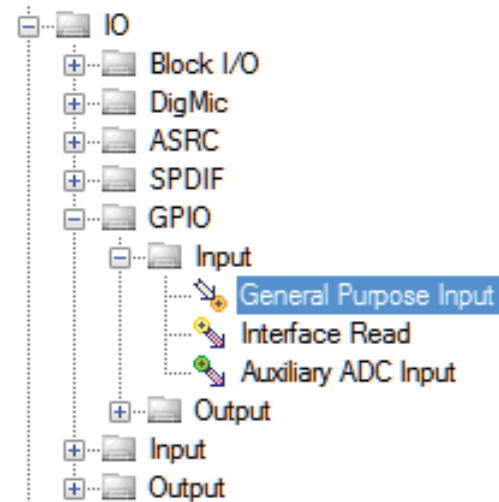 IO
Block I/O
DigMic
ASRC
SPDIF
GPIO
Input
General Purpose Input
Interface Read
Auxiliary ADC Input
Output
Input
Output